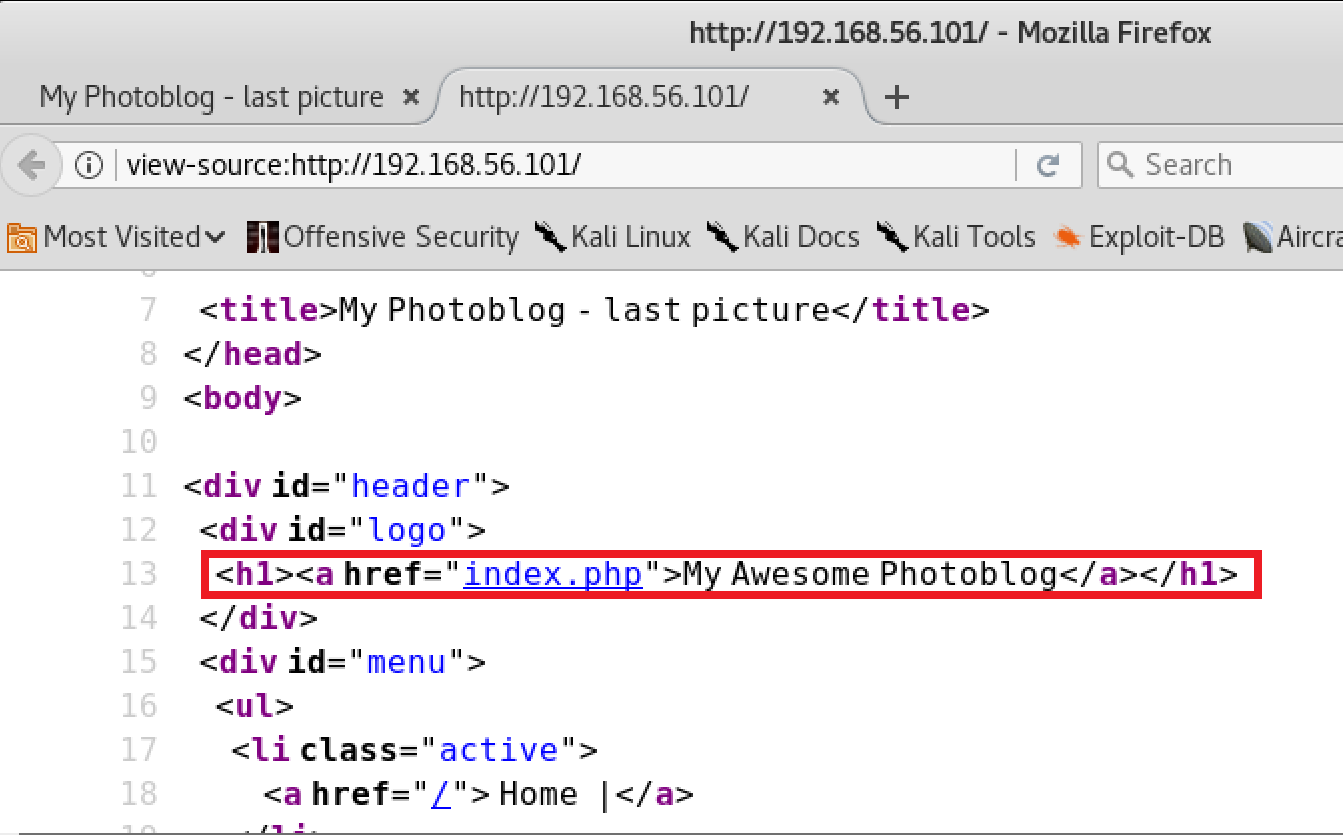 http://192.168.56.101/ - Mozilla Firefox
My Photoblog - last picture × http://192.168.56.101/ × +
view-source:http://192.168.56.101/ Search
Most Visited Offensive Security Kali Linux Kali Docs Kali Tools Exploit-DB Aircra
7 <title>My Photoblog - last picture</title>
8 </head>
9 <body>
10
11 <div id="header">
12 <div id="logo">
13 <h1><a href="index.php">My Awesome Photoblog</a></h1>
14 </div>
15 <div id="menu">
16 <ul>
17 <li class="active">
18 <a href="/"> Home |</a>